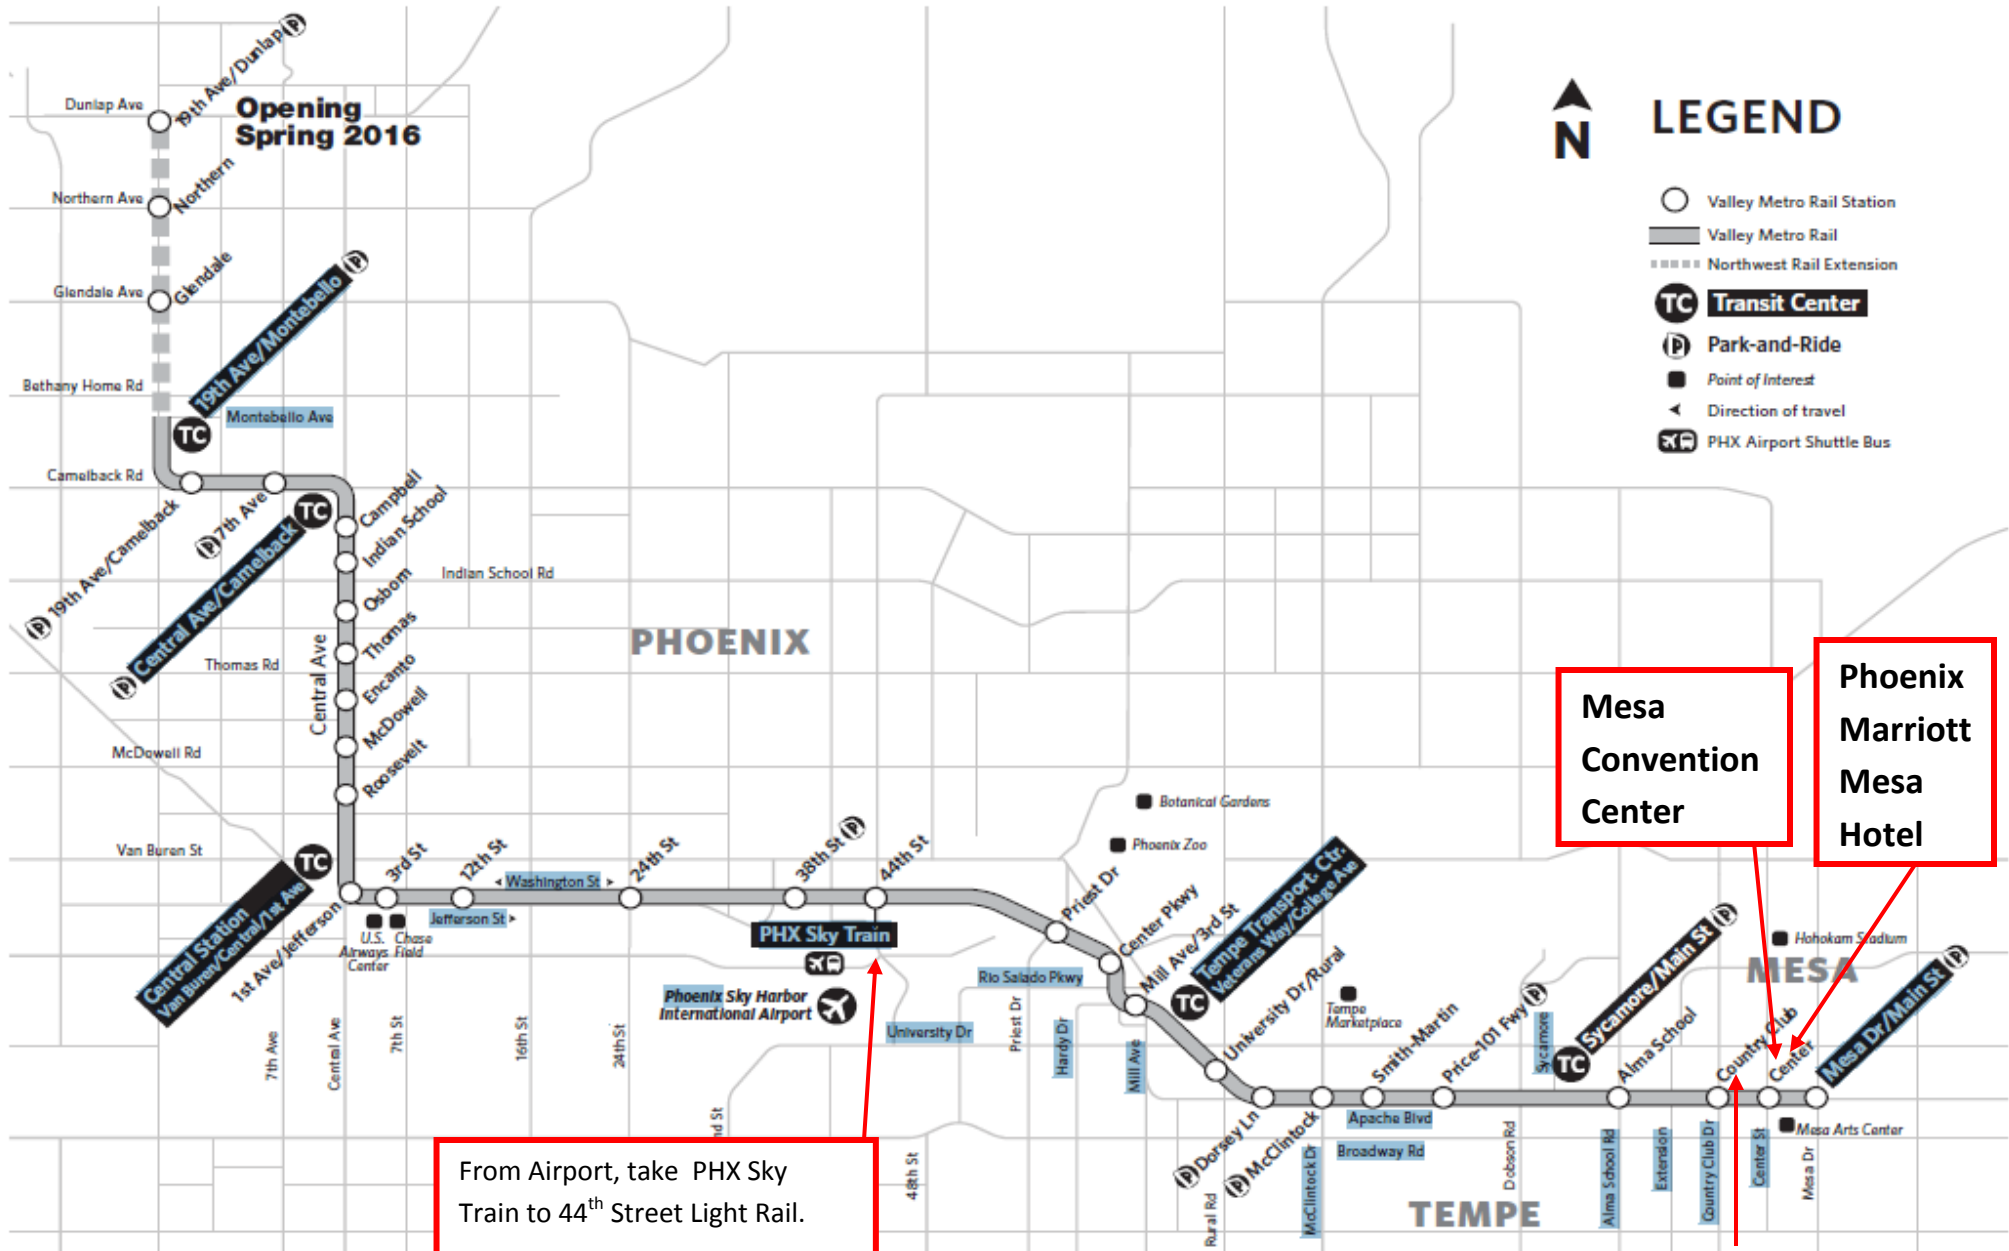 19th Ave/Dunlap
Dunlap Ave
Opening
Spring 2016
Northern Ave
Northern
Glendale Ave
Glendale
19th Ave/Montebello
Bethany Home Rd
Montebello Ave
TC
Camelback Rd
19th Ave/Camelback
7th Ave
TC
Central Ave/Camelback
Campbell
Indian School
Indian School Rd
Osborn
Thomas
Thomas Rd
Encanto
Central Ave
McDowell
McDowell Rd
Roosevelt
PHOENIX
N
LEGEND
Valley Metro Rail Station
Valley Metro Rail
Northwest Rail Extension
TC Transit Center
P Park-and-Ride
Point of Interest
Direction of travel
PHX Airport Shuttle Bus
Mesa
Convention
Center
Phoenix
Marriott
Mesa
Hotel
Van Buren St
TC
Central Station
Van Buren/Central/1st Ave
1st Ave/Jefferson
3rd St
12th St
Washington St
Jefferson St
U.S.
Airways
Center
Chase
Field
24th St
38th St
44th St
PHX Sky Train
Phoenix Sky Harbor
International Airport
Botanical Gardens
Phoenix Zoo
Priest Dr
Center Pkwy
Mill Ave/3rd St
TC
Tempe Transport. Ctr.
Veterans Way/College Ave
University Dr/Rural
Rio Salado Pkwy
University Dr
Tempe
Marketplace
Dorsey Ln
McClintock
Smith-Martin
Price-101 Fwy
Apache Blvd
Broadway Rd
Sycamore
TC
Sycamore/Main St
Alma School
Country Club
Center
Mesa Dr/Main St
Hohokam Stadium
MESA
Mesa Arts Center
7th Ave
Central Ave
7th St
16th St
24th St
nd St
48th St
Priest Dr
Hardy Dr
Mill Ave
Rural Rd
McClintock Dr
Dobson Rd
Alma School Rd
Extension
Country Club Dr
Center St
Mesa Dr
TEMPE
From Airport, take PHX Sky
Train to 44th Street Light Rail.